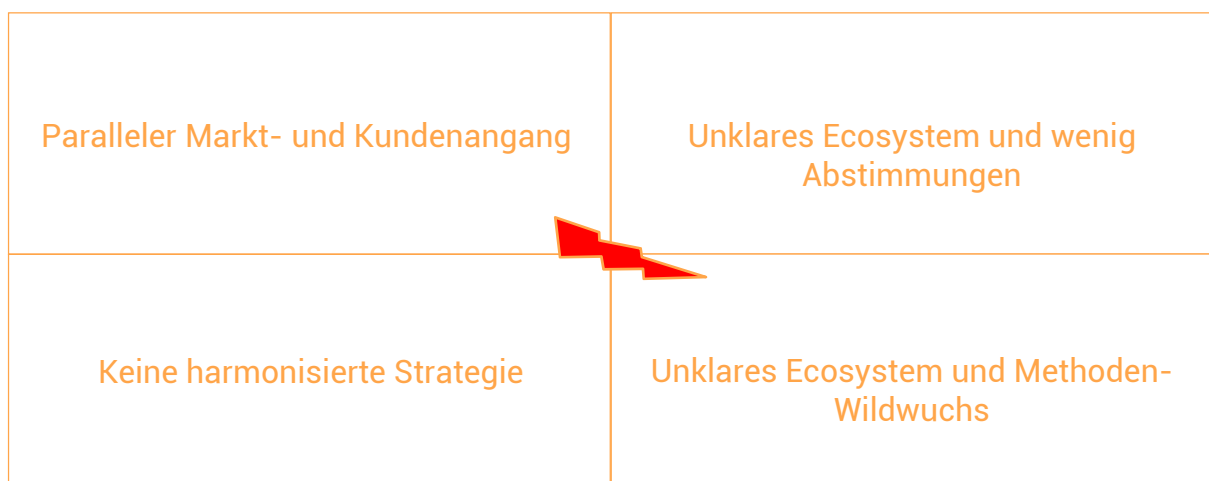 Paralleler Markt- und Kundenangang
Unklares Ecosystem und wenig
Abstimmungen
Keine harmonisierte Strategie
Unklares Ecosystem und Methoden-
Wildwuchs